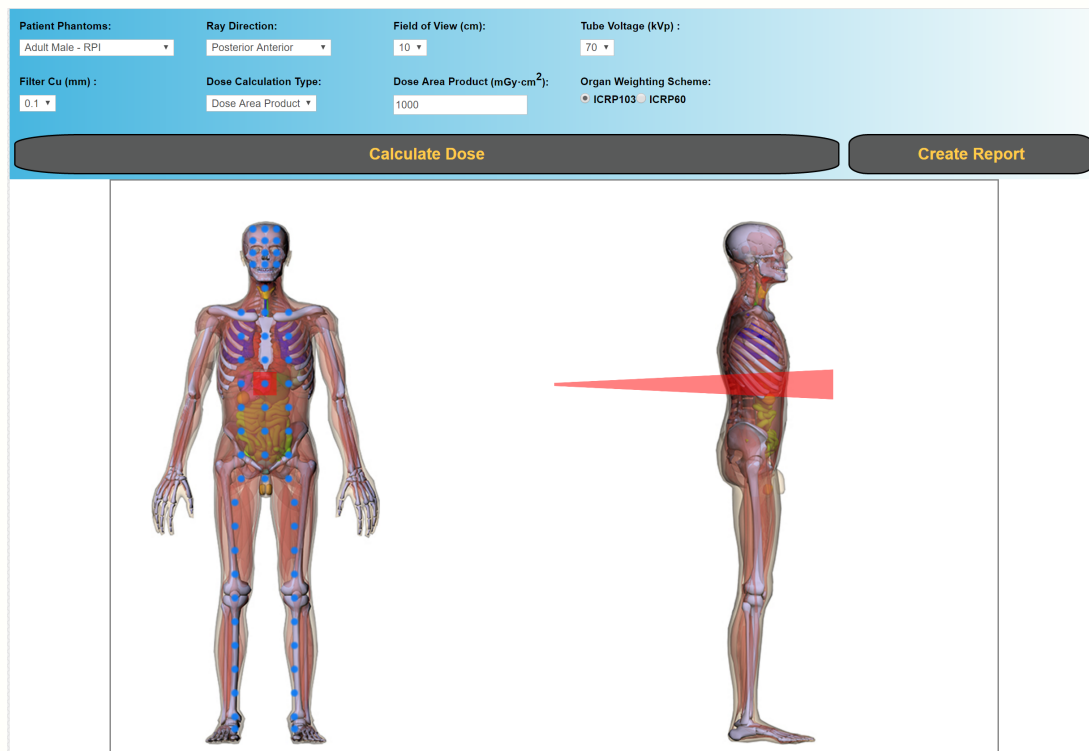 Patient Phantoms: Ray Direction: Field of View (cm): Tube Voltage (kVp) :
Adult Male - RPI Posterior Anterior 10 70
Filter Cu (mm) : Dose Calculation Type: Dose Area Product (mGy·cm2): Organ Weighting Scheme:
0.1 Dose Area Product 1000 ICRP103 ICRP60
Calculate Dose Create Report